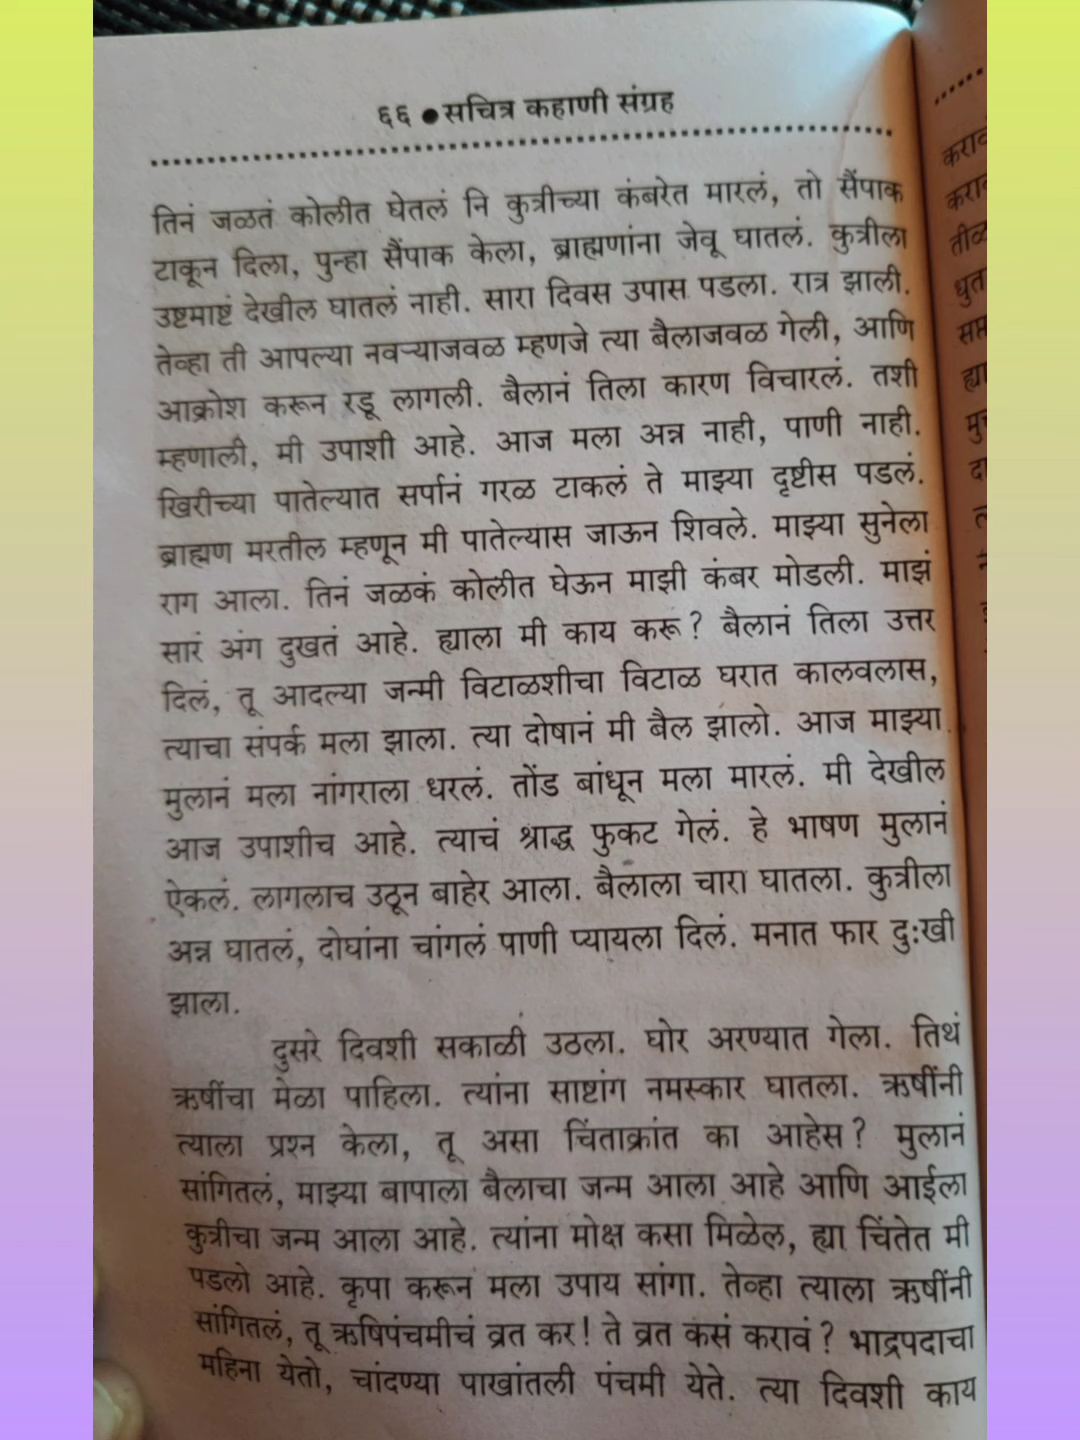 ६६ ● सचित्र कहाणी संग्रह
तिनं जळतं कोलीत घेतलं नि कुत्रीच्या कंबरेत मारलं, तो सैंपाक
टाकून दिला, पुन्हा सैंपाक केला, ब्राह्मणांना जेवू घातलं. कुत्रीला
उष्टमाष्टं देखील घातलं नाही. सारा दिवस उपास पडला. रात्र झाली.
तेव्हा ती आपल्या नवऱ्याजवळ म्हणजे त्या बैलाजवळ गेली, आणि
आक्रोश करून रडू लागली. बैलानं तिला कारण विचारलं. तशी
म्हणाली, मी उपाशी आहे. आज मला अन्न नाही, पाणी नाही.
खिरीच्या पातेल्यात सर्पानं गरळ टाकलं ते माझ्या दृष्टीस पडलं.
ब्राह्मण मरतील म्हणून मी पातेल्यास जाऊन शिवले. माझ्या सुनेला
राग आला. तिनं जळकं कोलीत घेऊन माझी कंबर मोडली. माझं
सारं अंग दुखतं आहे. ह्याला मी काय करू? बैलानं तिला उत्तर
दिलं, तू आदल्या जन्मी विटाळशीचा विटाळ घरात कालवलास,
त्याचा संपर्क मला झाला. त्या दोषानं मी बैल झालो. आज माझ्या
मुलानं मला नांगराला धरलं. तोंड बांधून मला मारलं. मी देखील
आज उपाशीच आहे. त्याचं श्राद्ध फुकट गेलं. हे भाषण मुलानं
ऐकलं. लागलाच उठून बाहेर आला. बैलाला चारा घातला. कुत्रीला
अन्न घातलं, दोघांना चांगलं पाणी प्यायला दिलं. मनात फार दुःखी
झाला.
दुसरे दिवशी सकाळी उठला. घोर अरण्यात गेला. तिथं
ऋषींचा मेळा पाहिला. त्यांना साष्टांग नमस्कार घातला. ऋषींनी
त्याला प्रश्न केला, तू असा चिंताक्रांत का आहेस? मुलानं
सांगितलं, माझ्या बापाला बैलाचा जन्म आला आहे आणि आईला
कुत्रीचा जन्म आला आहे. त्यांना मोक्ष कसा मिळेल, ह्या चिंतेत मी
पडलो आहे. कृपा करून मला उपाय सांगा. तेव्हा त्याला ऋषींनी
सांगितलं, तू ऋषिपंचमीचं व्रत कर! ते व्रत कसं करावं? भाद्रपदाचा
महिना येतो, चांदण्या पाखांतली पंचमी येते. त्या दिवशी काय